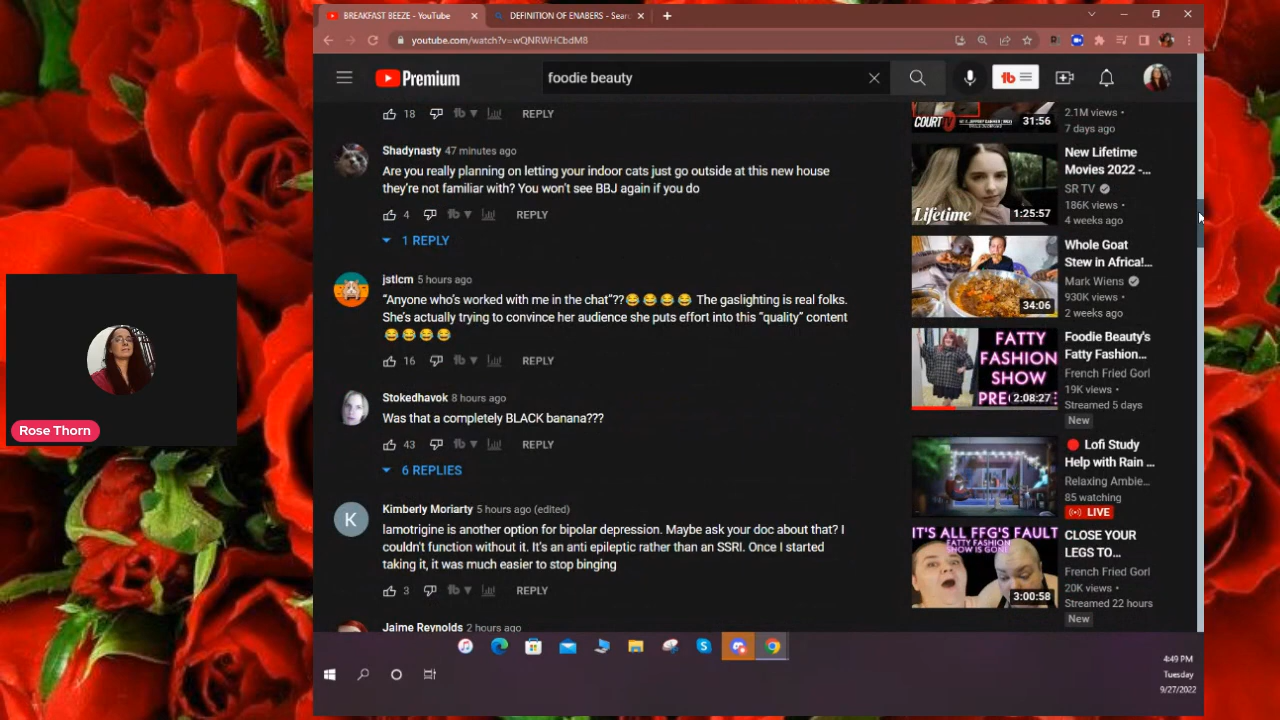 BREAKFAST BEEZE - YouTube
DEFINITION OF ENABERS - Sear
youtube.com/watch?v=wQNRWHCbdM8
Premium
foodie beauty
18
REPLY
Shadynasty 47 minutes ago
Are you really planning on letting your indoor cats just go outside at this new house
they're not familiar with? You won't see BBJ again if you do
4
REPLY
1 REPLY
jstlcm 5 hours ago
“Anyone who's worked with me in the chat”??😂😂😂😂 The gaslighting is real folks.
She's actually trying to convince her audience she puts effort into this “quality” content
😂😂😂😂
16
REPLY
Stokedhavok 8 hours ago
Was that a completely BLACK banana???
43
REPLY
6 REPLIES
K
Kimberly Moriarty 5 hours ago (edited)
lamotrigine is another option for bipolar depression. Maybe ask your doc about that? I
couldn't function without it. It's an anti epileptic rather than an SSRI. Once I started
taking it, it was much easier to stop binging
3
REPLY
Jaime Reynolds 2 hours ago
COURT TV
31:56
2.1M views •
7 days ago
Lifetime
1:25:57
New Lifetime
Movies 2022 -...
SR TV
186K views •
4 weeks ago
34:06
Whole Goat
Stew in Africa!...
Mark Wiens
930K views •
2 weeks ago
FATTY
FASHION
SHOW
PRE
2:08:27
Foodie Beauty's
Fatty Fashion...
French Fried Gorl
19K views •
Streamed 5 days
New
Lofi Study
Help with Rain ...
Relaxing Ambie...
85 watching
LIVE
IT'S ALL FFG'S FAULT
FATTY FASHION
SHOW IS GONE
3:00:58
CLOSE YOUR
LEGS TO...
French Fried Gorl
20K views •
Streamed 22 hours
New
Rose Thorn
4:49 PM
Tuesday
9/27/2022